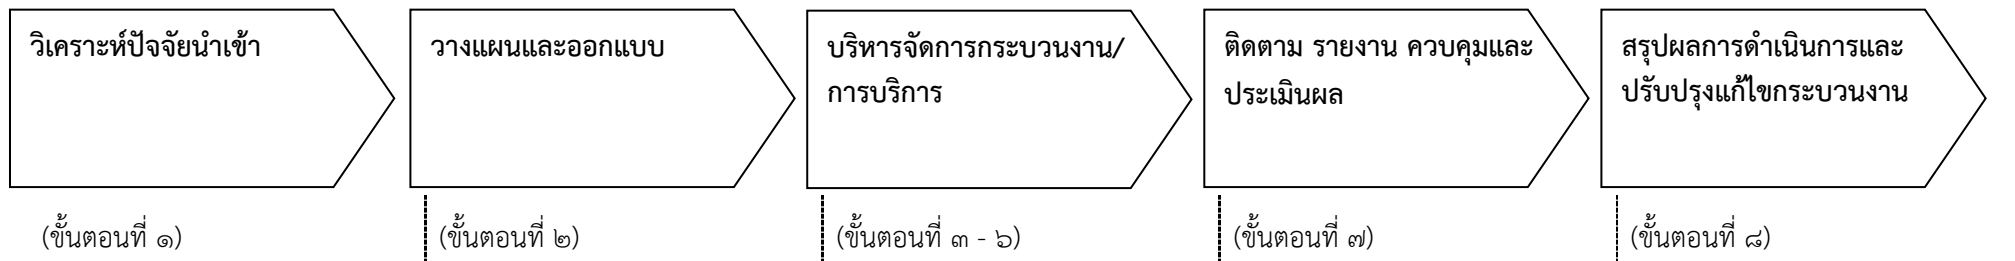 วิเคราะห์ปัจจัยนำเข้า
วางแผนและออกแบบ
บริหารจัดการกระบวนงาน/
การบริการ
ติดตาม รายงาน ควบคุมและ
ประเมินผล
สรุปผลการดำเนินการและ
ปรับปรุงแก้ไขกระบวนงาน
(ขั้นตอนที่ ๑)
(ขั้นตอนที่ ๒)
(ขั้นตอนที่ ๓ - ๖)
(ขั้นตอนที่ ๗)
(ขั้นตอนที่ ๘)